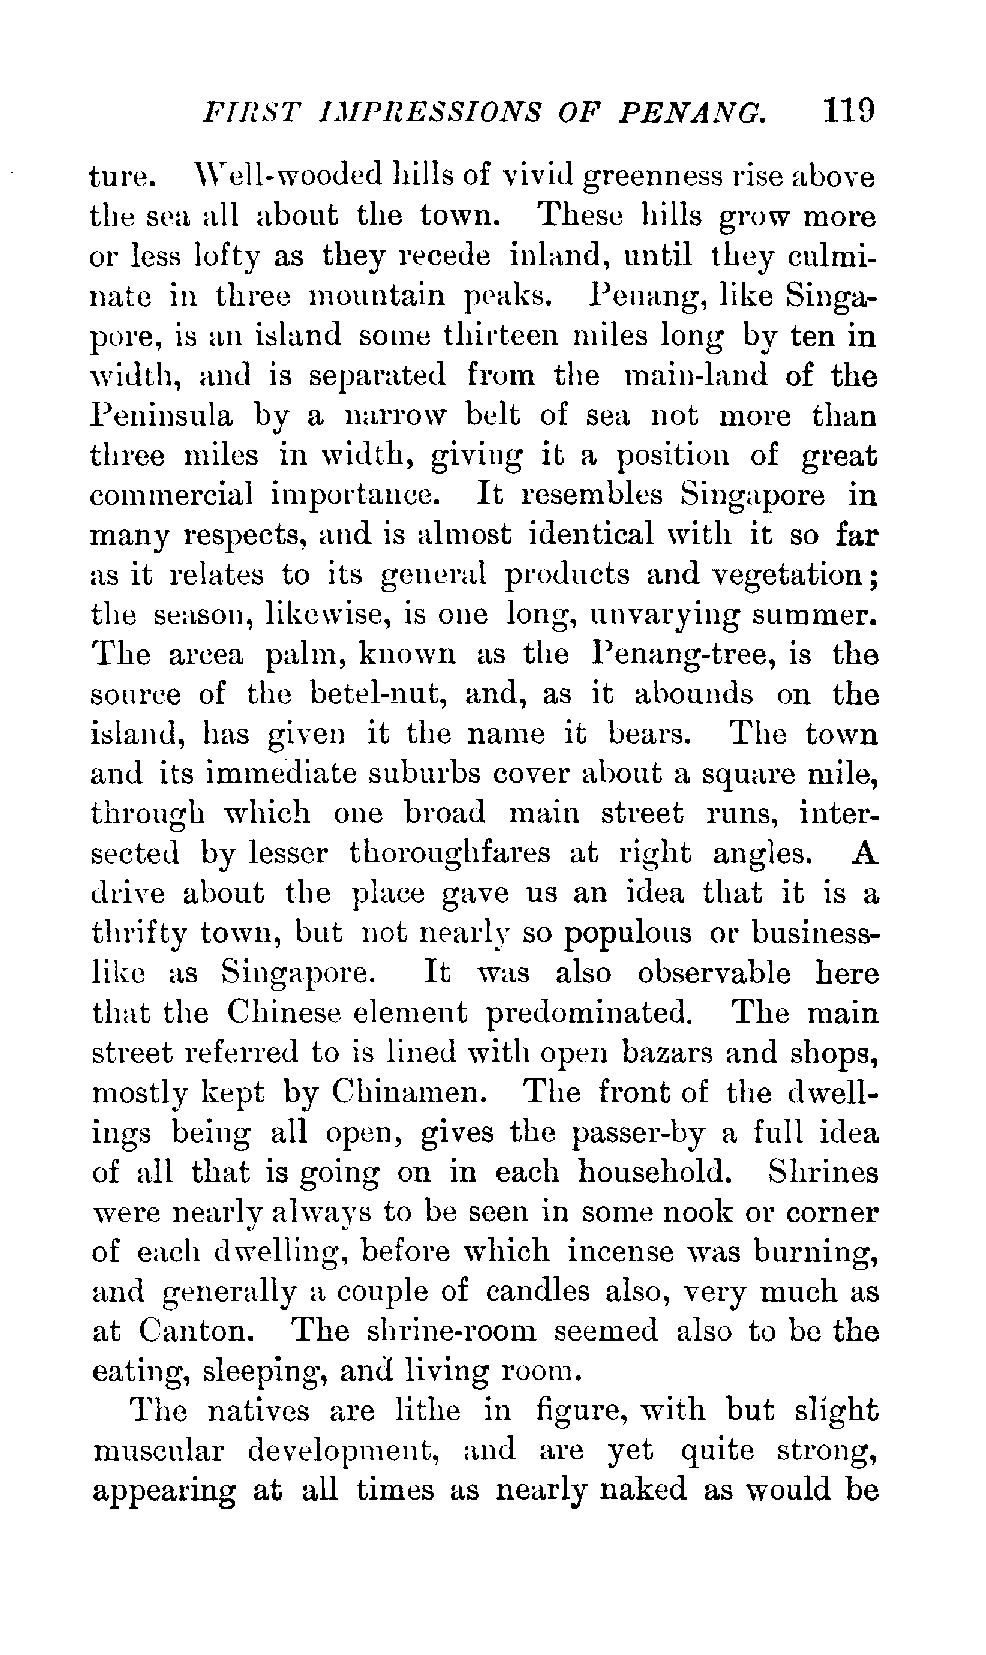 FIRST IMPRESSIONS OF PENANG. 119
ture. Well-wooded hills of vivid greenness rise above
the sea all about the town. These hills grow more
or less lofty as they recede inland, until they culmi-
nate in three mountain peaks. Penang, like Singa-
pore, is an island some thirteen miles long by ten in
width, and is separated from the main-land of the
Peninsula by a narrow belt of sea not more than
three miles in width, giving it a position of great
commercial importance. It resembles Singapore in
many respects, and is almost identical with it so far
as it relates to its general products and vegetation;
the season, likewise, is one long, unvarying summer.
The areca palm, known as the Penang-tree, is the
source of the betel-nut, and, as it abounds on the
island, has given it the name it bears. The town
and its immediate suburbs cover about a square mile,
through which one broad main street runs, inter-
sected by lesser thoroughfares at right angles. A
drive about the place gave us an idea that it is a
thrifty town, but not nearly so populous or business-
like as Singapore. It was also observable here
that the Chinese element predominated. The main
street referred to is lined with open bazars and shops,
mostly kept by Chinamen. The front of the dwell-
ings being all open, gives the passer-by a full idea
of all that is going on in each household. Shrines
were nearly always to be seen in some nook or corner
of each dwelling, before which incense was burning,
and generally a couple of candles also, very much as
at Canton. The shrine-room seemed also to be the
eating, sleeping, and living room.
The natives are lithe in figure, with but slight
muscular development, and are yet quite strong,
appearing at all times as nearly naked as would be